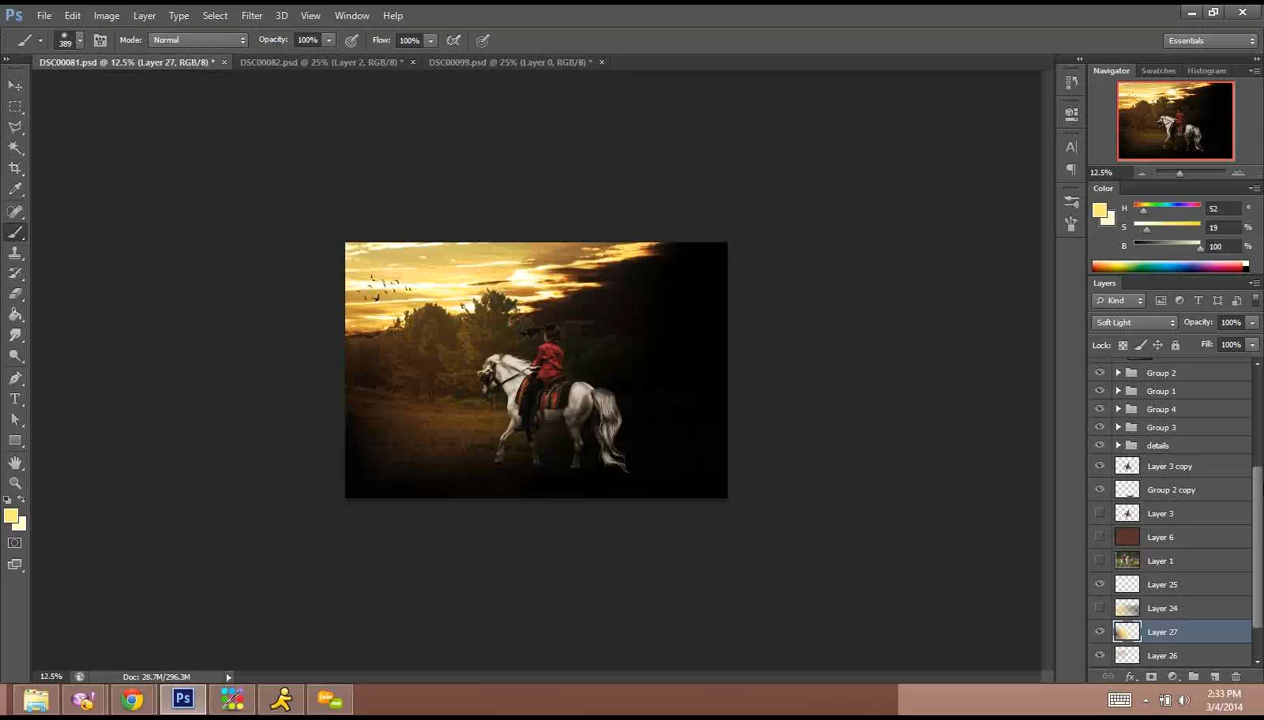 Ps File Edit Image Layer Type Select Filter 3D View Window Help
389 Mode: Normal Opacity: 100% Flow: 100% Essentials
DSC00081.psd @ 12.5% (Layer 27, RGB/8) * × DSC00082.psd @ 25% (Layer 2, RGB/8) * × DSC00099.psd @ 25% (Layer 0, RGB/8) * ×
Navigator Swatches Histogram
12.5%
Color
H 52 °
S 19 %
B 100 %
Layers
Kind
Soft Light Opacity: 100%
Lock: Fill: 100%
Group 2
Group 1
Group 4
Group 3
details
Layer 3 copy
Group 2 copy
Layer 3
Layer 6
Layer 1
Layer 25
Layer 24
Layer 27
Layer 26
12.5% Doc: 28.7M/296.3M
fx
Ps
2:33 PM
3/4/2014